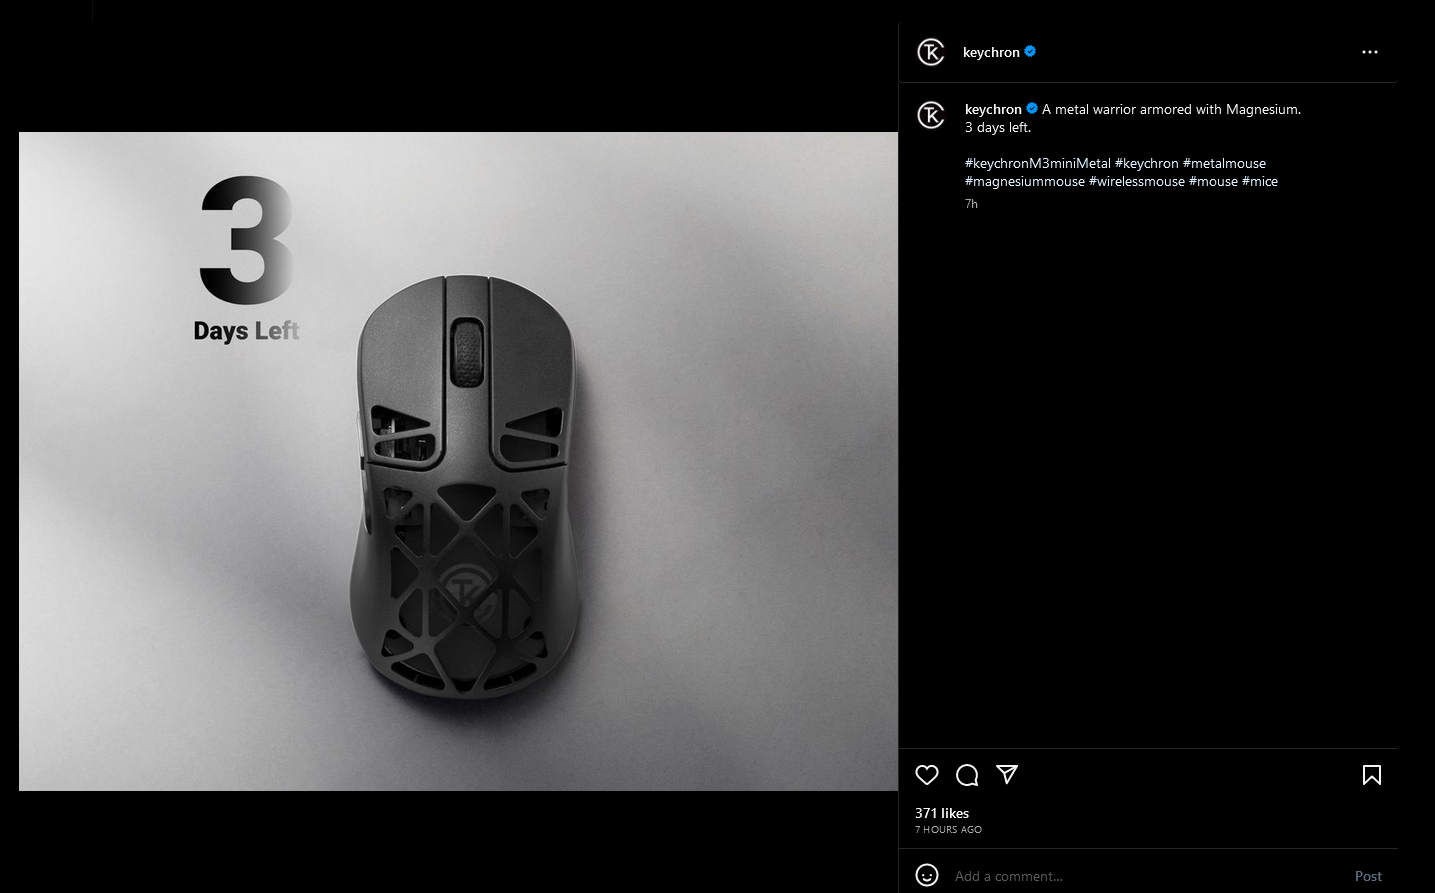 3
Days Left
keychron
keychron A metal warrior armored with Magnesium.
3 days left.
#keychronM3miniMetal #keychron #metalmouse
#magnesiummouse #wirelessmouse #mouse #mice
7h
371 likes
7 HOURS AGO
Add a comment...
Post